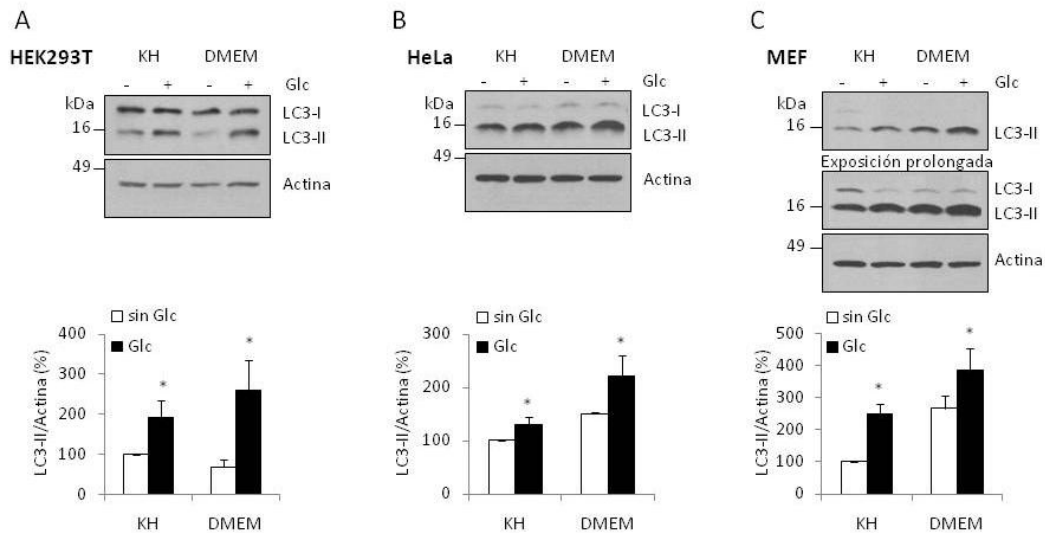 A
HEK293T KH DMEM
- + - + Glc
kDa
LC3-I
16
LC3-II
49
Actina
sin Glc
Glc
LC3-II/Actina (%)
400
300
200
100
0
* *
KH DMEM
B
HeLa KH DMEM
- + - + Glc
kDa
LC3-I
16
LC3-II
49
Actina
sin Glc
Glc
LC3-II/Actina (%)
300
200
100
0
* *
KH DMEM
C
MEF KH DMEM
- + - + Glc
kDa
16
LC3-II
Exposición prolongada
LC3-I
16
LC3-II
49
Actina
sin Glc
Glc
LC3-II/Actina (%)
500
400
300
200
100
0
* *
KH DMEM